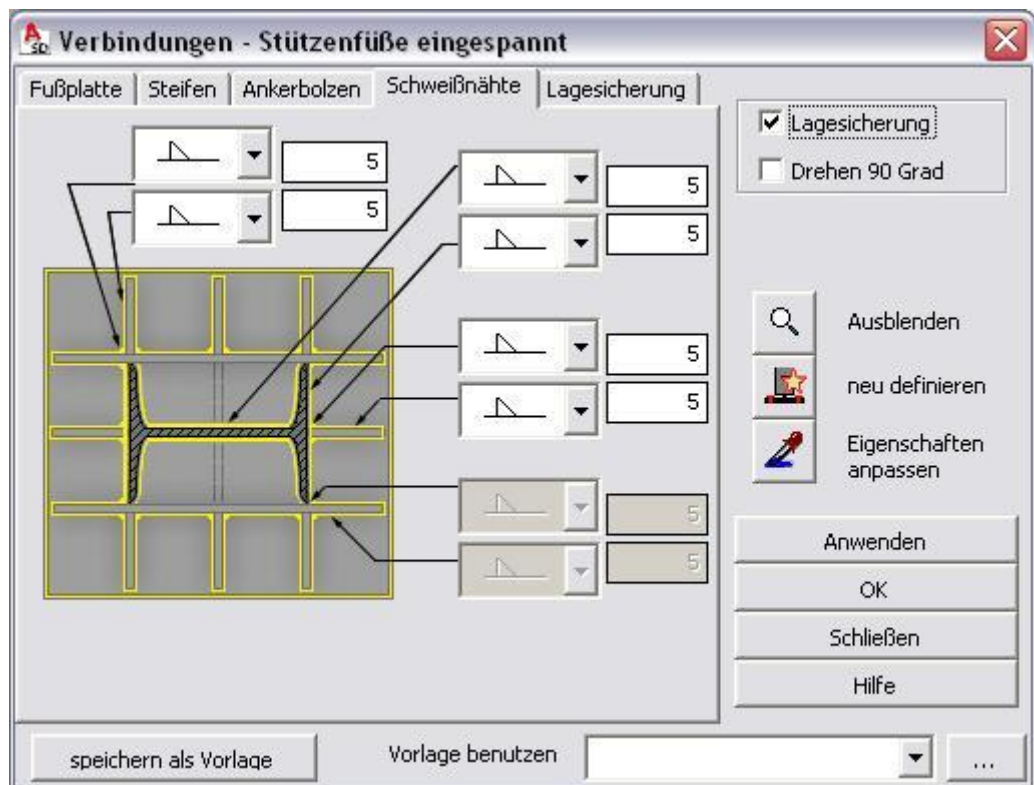 A SD Verbindungen - Stützenfüße eingespannt
Fußplatte Steifen Ankerbolzen Schweißnähte Lagesicherung
Lagesicherung
Drehen 90 Grad
5
5
5
5
5
5
5
5
Ausblenden
neu definieren
Eigenschaften
anpassen
Anwenden
OK
Schließen
Hilfe
speichern als Vorlage
Vorlage benutzen
...